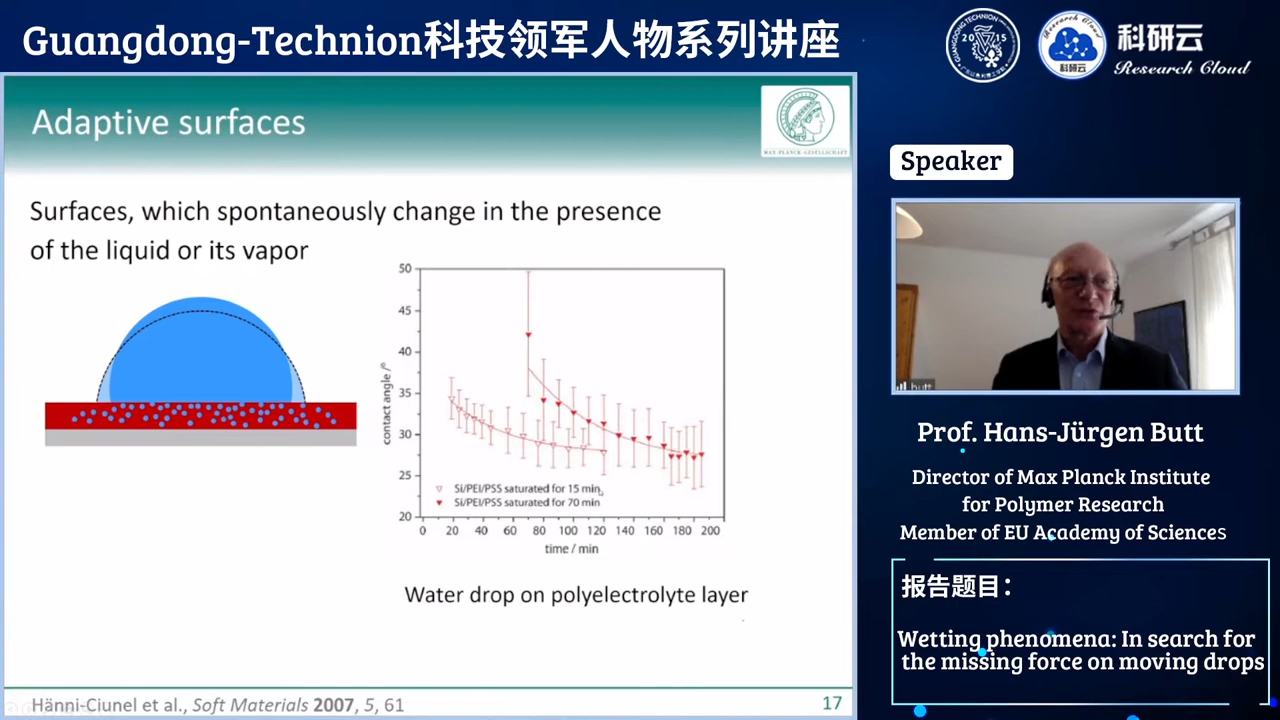 Guangdong-Technion科技领军人物系列讲座
科研云
Research Cloud
Adaptive surfaces
MAX-PLANCK-GESELLSCHAFT
Surfaces, which spontaneously change in the presence
of the liquid or its vapor
50
45
40
35
30
25
20
contact angle /°
Si/PEI/PSS saturated for 15 min
Si/PEI/PSS saturated for 70 min
0 20 40 60 80 100 120 140 160 180 200
time / min
Water drop on polyelectrolyte layer
Hänni-Ciunel et al., Soft Materials 2007, 5, 61
17
Speaker
butt
Prof. Hans-Jürgen Butt
Director of Max Planck Institute
for Polymer Research
Member of EU Academy of Sciences
报告题目：
Wetting phenomena: In search for
the missing force on moving drops